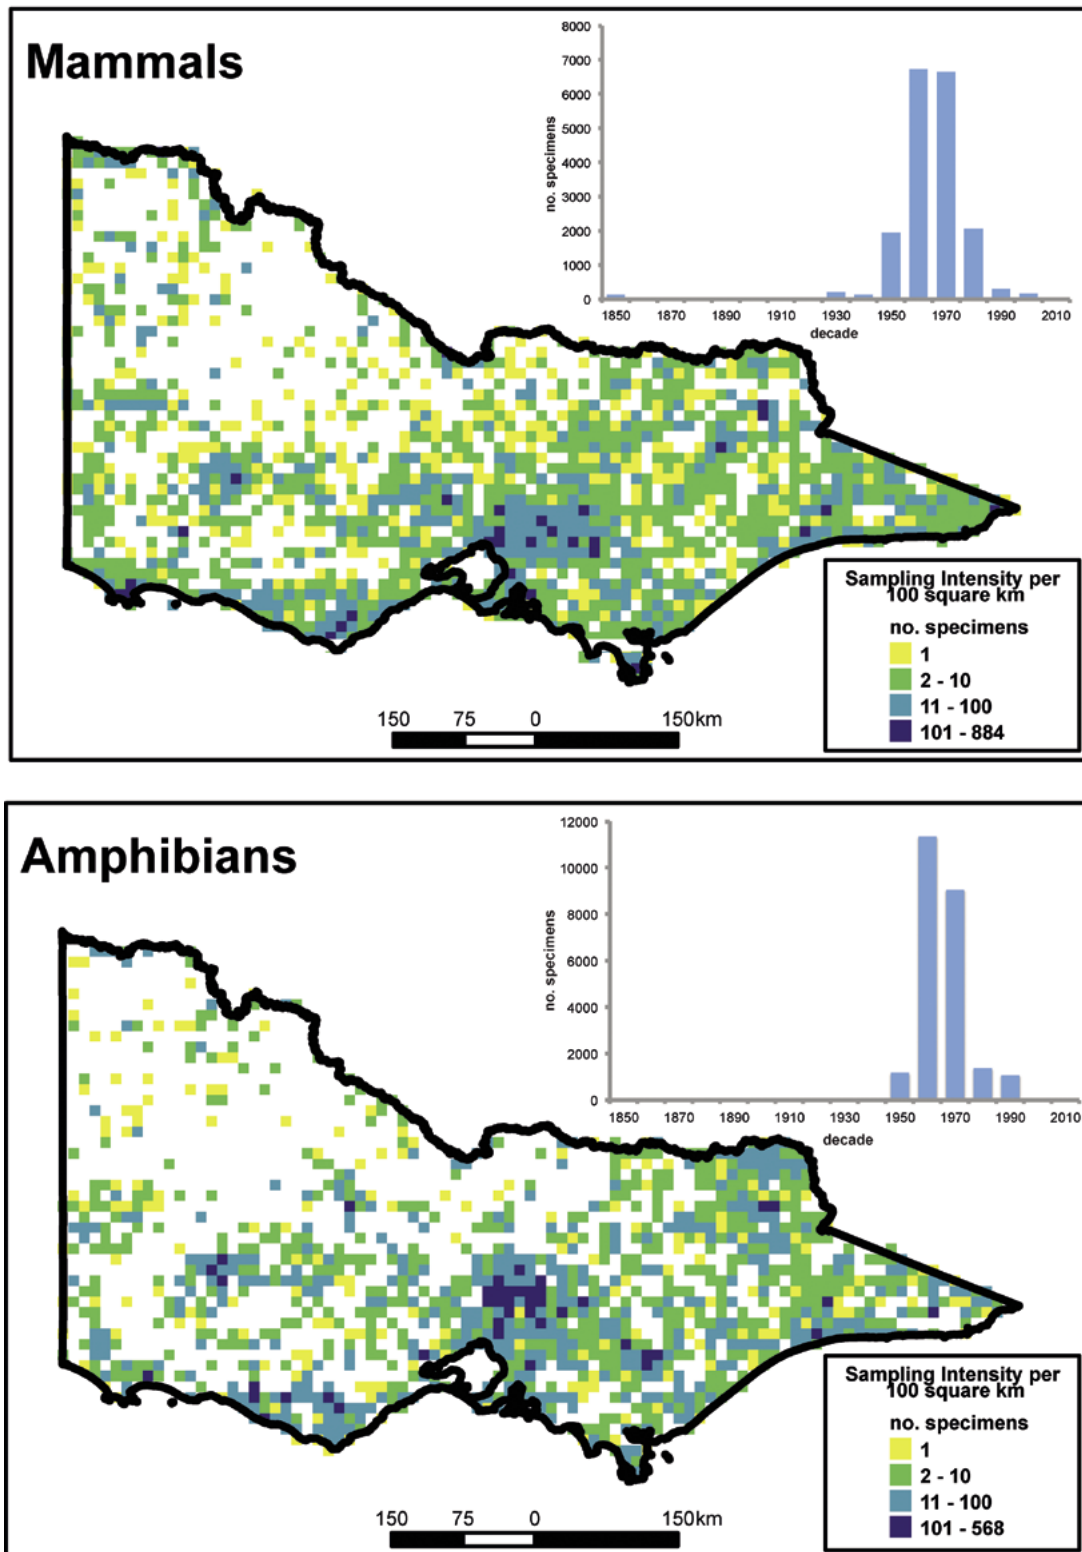 Mammals
8000
7000
6000
5000
4000
3000
2000
1000
0
no. specimens
1850 1870 1890 1910 1930 1950 1970 1990 2010
decade
Sampling Intensity per
100 square km
no. specimens
1
2 - 10
11 - 100
101 - 884
150 75 0 150km
Amphibians
12000
10000
8000
6000
4000
2000
0
no. specimens
1850 1870 1890 1910 1930 1950 1970 1990 2010
decade
Sampling Intensity per
100 square km
no. specimens
1
2 - 10
11 - 100
101 - 568
150 75 0 150km